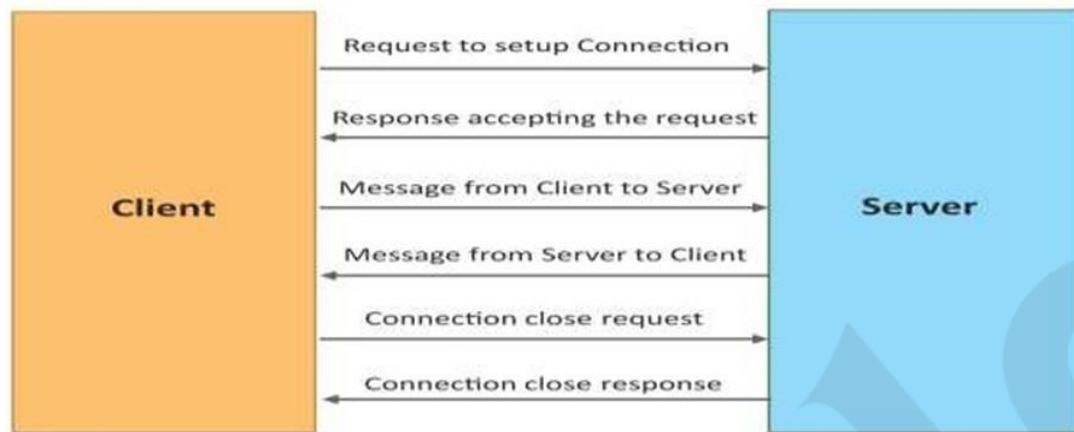 Request to setup Connection
Response accepting the request
Message from Client to Server
Client
Server
Message from Server to Client
Connection close request
Connection close response